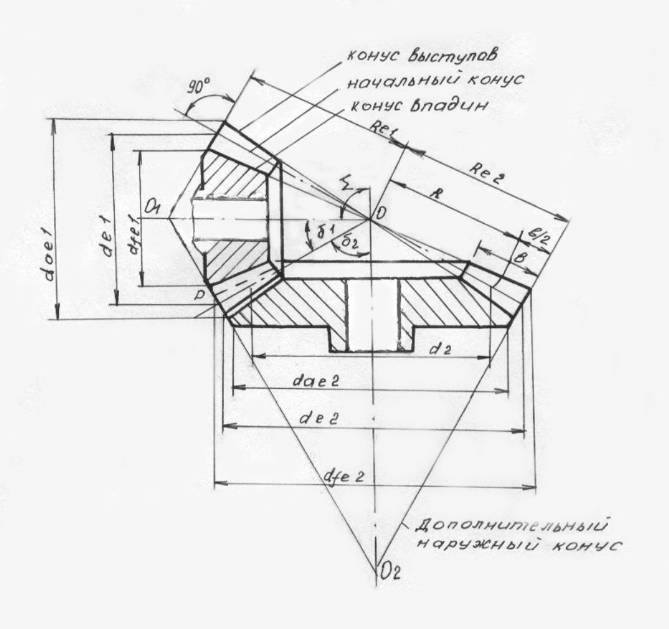 конус выступов
начальный конус
конус впадин
90°
Re1
Re2
R
в/2
в
dae1
de1
dfe1
O1
Σ
O
δ1
δ2
P
d2
dae2
de2
dfe2
Дополнительный
наружный конус
O2